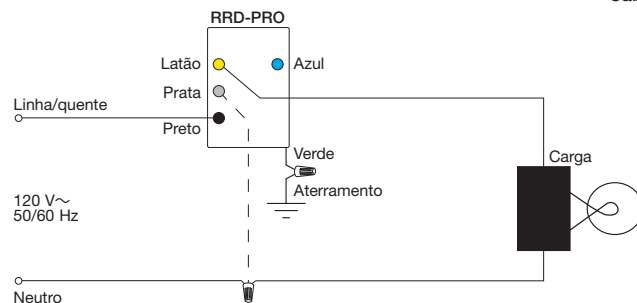 RRD-PRO
Latão
Azul
Prata
Linha/quente
Preto
Verde
Carga
Aterramento
120 V~
50/60 Hz
Neutro